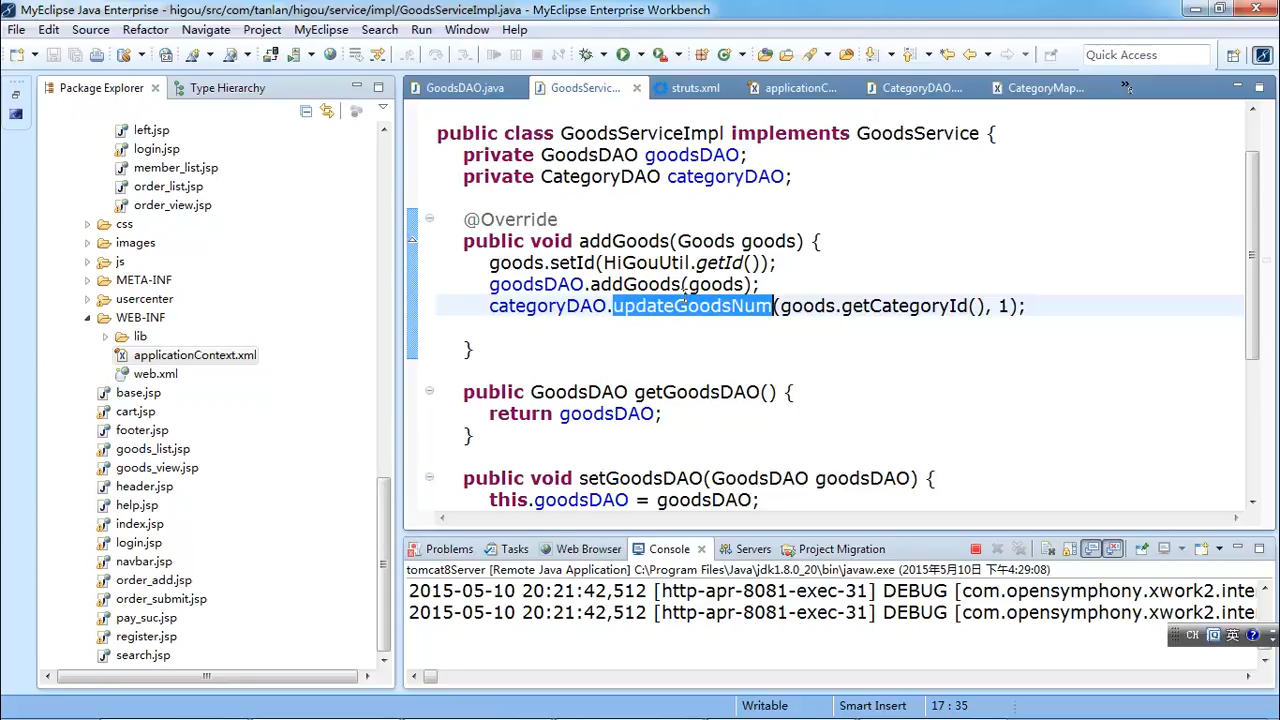 MyEclipse Java Enterprise - higou/src/com/tanlan/higou/service/impl/GoodsServiceImpl.java - MyEclipse Enterprise Workbench
File Edit Source Refactor Navigate Project MyEclipse Search Run Window Help
Quick Access
Package Explorer Type Hierarchy
left.jsp
login.jsp
member_list.jsp
order_list.jsp
order_view.jsp
css
images
js
META-INF
usercenter
WEB-INF
lib
applicationContext.xml
web.xml
base.jsp
cart.jsp
footer.jsp
goods_list.jsp
goods_view.jsp
header.jsp
help.jsp
index.jsp
login.jsp
navbar.jsp
order_add.jsp
order_submit.jsp
pay_suc.jsp
register.jsp
search.jsp
GoodsDAO.java GoodsServic... struts.xml applicationC... CategoryDAO.... CategoryMap...
public class GoodsServiceImpl implements GoodsService {
private GoodsDAO goodsDAO;
private CategoryDAO categoryDAO;
@Override
public void addGoods(Goods goods) {
goods.setId(HiGouUtil.getId());
goodsDAO.addGoods(goods);
categoryDAO.updateGoodsNum(goods.getCategoryId(), 1);
}
public GoodsDAO getGoodsDAO() {
return goodsDAO;
}
public void setGoodsDAO(GoodsDAO goodsDAO) {
this.goodsDAO = goodsDAO;
Problems Tasks Web Browser Console Servers Project Migration
tomcat8Server [Remote Java Application] C:\Program Files\Java\jdk1.8.0_20\bin\javaw.exe (2015年5月10日 下午4:29:08)
2015-05-10 20:21:42,512 [http-apr-8081-exec-31] DEBUG [com.opensymphony.xwork2.inte
2015-05-10 20:21:42,512 [http-apr-8081-exec-31] DEBUG [com.opensymphony.xwork2.inte
CH 英
Writable Smart Insert 17 : 35